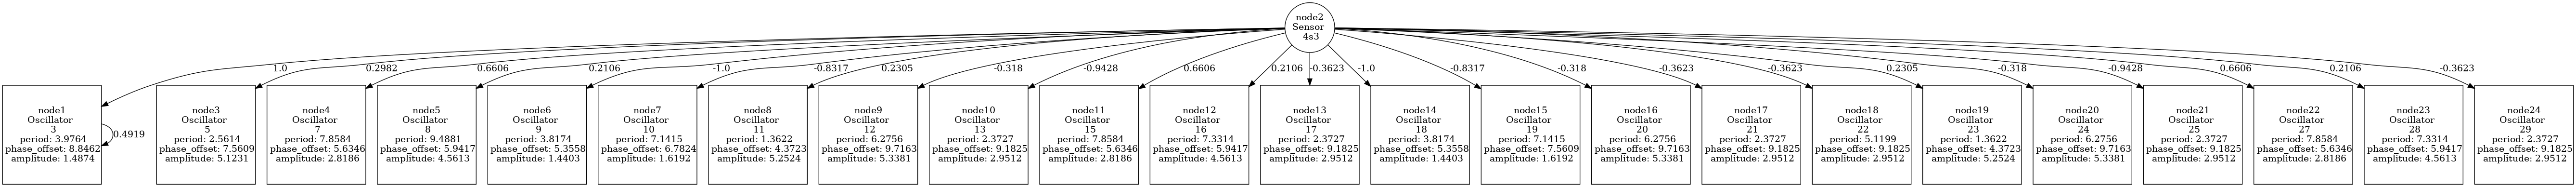 node2
Sensor
4s3
1.0
0.2982
0.6606
0.2106
-1.0
-0.8317
0.2305
-0.318
-0.9428
0.6606
0.2106
-0.3623
-1.0
-0.8317
-0.318
-0.3623
-0.3623
0.2305
-0.318
-0.9428
0.6606
0.2106
-0.3623
node1
Oscillator
3
period: 3.9764
phase_offset: 8.8462
amplitude: 1.4874
0.4919
node3
Oscillator
5
period: 2.5614
phase_offset: 7.5609
amplitude: 5.1231
node4
Oscillator
7
period: 7.8584
phase_offset: 5.6346
amplitude: 2.8186
node5
Oscillator
8
period: 9.4881
phase_offset: 5.9417
amplitude: 4.5613
node6
Oscillator
9
period: 3.8174
phase_offset: 5.3558
amplitude: 1.4403
node7
Oscillator
10
period: 7.1415
phase_offset: 6.7824
amplitude: 1.6192
node8
Oscillator
11
period: 1.3622
phase_offset: 4.3723
amplitude: 5.2524
node9
Oscillator
12
period: 6.2756
phase_offset: 9.7163
amplitude: 5.3381
node10
Oscillator
13
period: 2.3727
phase_offset: 9.1825
amplitude: 2.9512
node11
Oscillator
15
period: 7.8584
phase_offset: 5.6346
amplitude: 2.8186
node12
Oscillator
16
period: 7.3314
phase_offset: 5.9417
amplitude: 4.5613
node13
Oscillator
17
period: 2.3727
phase_offset: 9.1825
amplitude: 2.9512
node14
Oscillator
18
period: 3.8174
phase_offset: 5.3558
amplitude: 1.4403
node15
Oscillator
19
period: 7.1415
phase_offset: 7.5609
amplitude: 1.6192
node16
Oscillator
20
period: 6.2756
phase_offset: 9.7163
amplitude: 5.3381
node17
Oscillator
21
period: 2.3727
phase_offset: 9.1825
amplitude: 2.9512
node18
Oscillator
22
period: 5.1199
phase_offset: 9.1825
amplitude: 2.9512
node19
Oscillator
23
period: 1.3622
phase_offset: 4.3723
amplitude: 5.2524
node20
Oscillator
24
period: 6.2756
phase_offset: 9.7163
amplitude: 5.3381
node21
Oscillator
25
period: 2.3727
phase_offset: 9.1825
amplitude: 2.9512
node22
Oscillator
27
period: 7.8584
phase_offset: 5.6346
amplitude: 2.8186
node23
Oscillator
28
period: 7.3314
phase_offset: 5.9417
amplitude: 4.5613
node24
Oscillator
29
period: 2.3727
phase_offset: 9.1825
amplitude: 2.9512